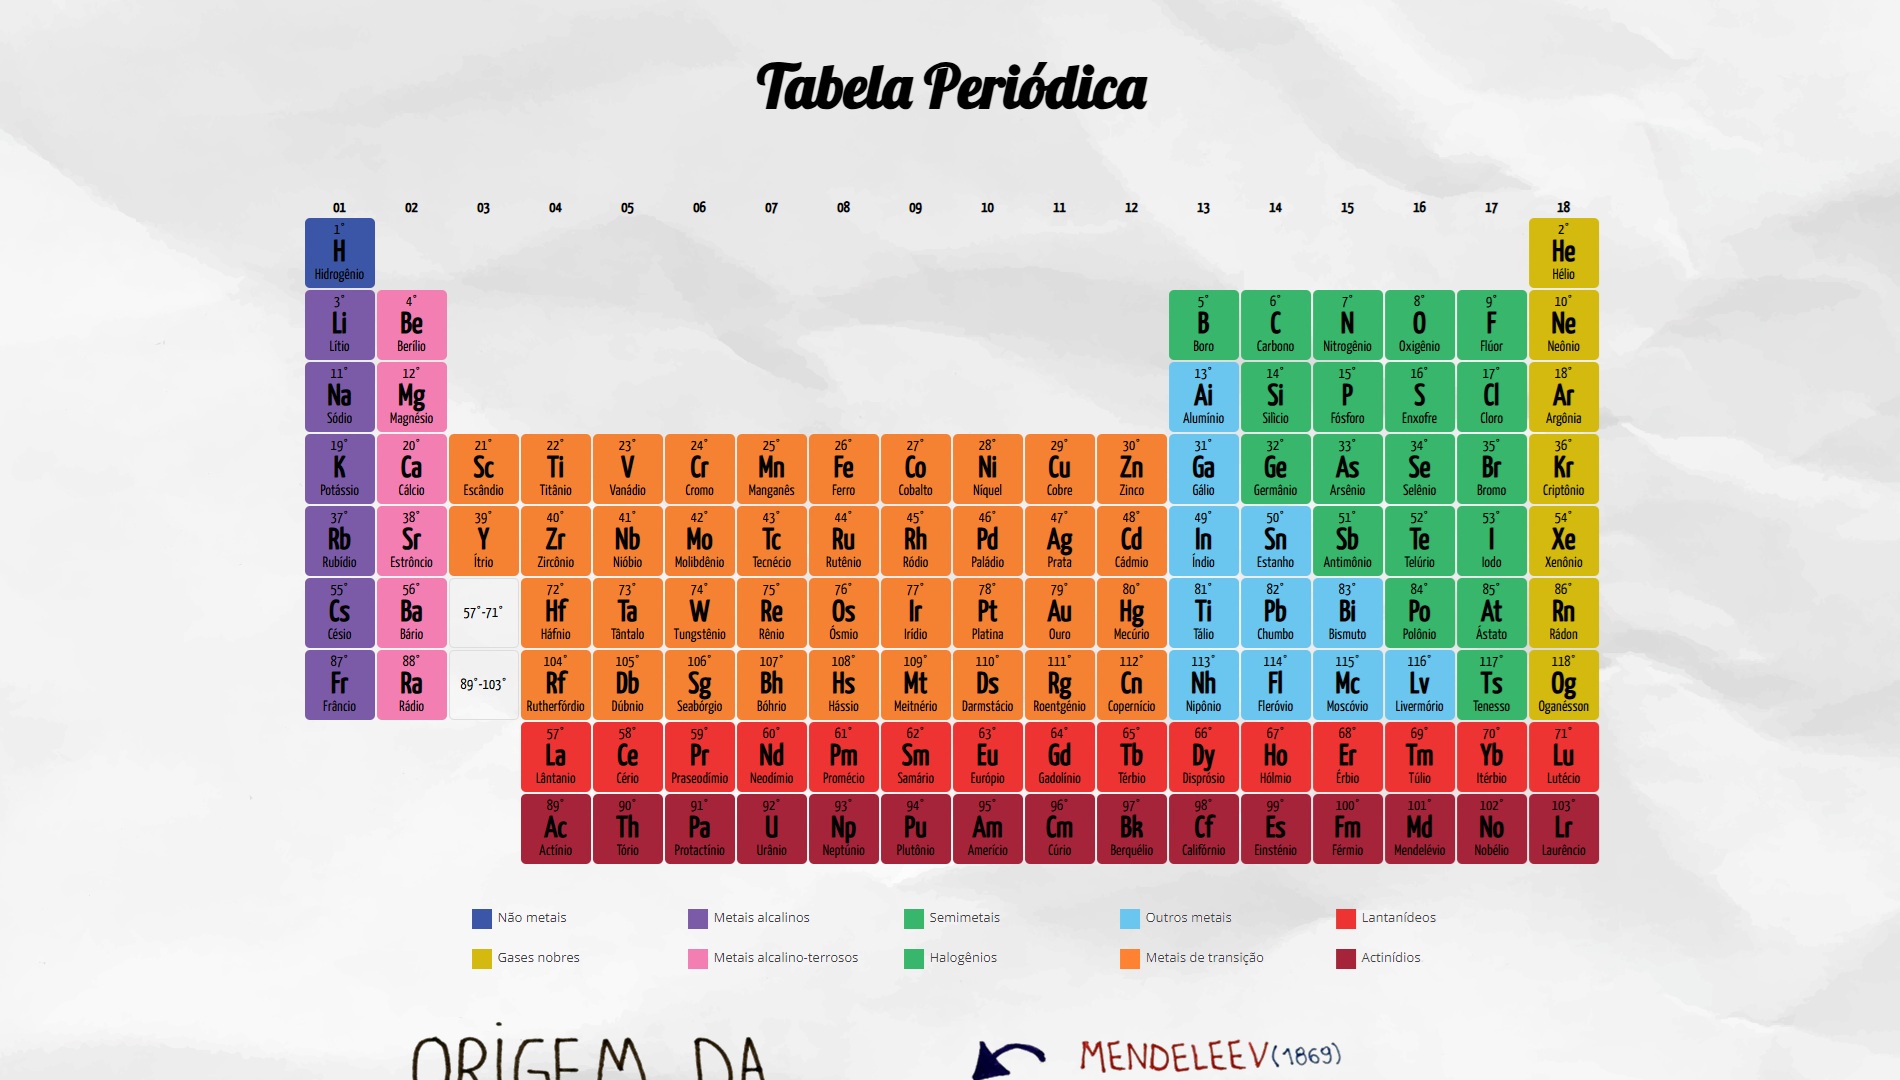 Tabela Periódica
01 02 03 04 05 06 07 08 09 10 11 12 13 14 15 16 17 18
1° 2°
H He
Hidrogênio Hélio
3° 4° 5° 6° 7° 8° 9° 10°
Li Be B C N O F Ne
Lítio Berílio Boro Carbono Nitrogênio Oxigênio Flúor Neônio
11° 12° 13° 14° 15° 16° 17° 18°
Na Mg Ai Si P S Cl Ar
Sódio Magnésio Alumínio Silício Fósforo Enxofre Cloro Argônia
19° 20° 21° 22° 23° 24° 25° 26° 27° 28° 29° 30° 31° 32° 33° 34° 35° 36°
K Ca Sc Ti V Cr Mn Fe Co Ni Cu Zn Ga Ge As Se Br Kr
Potássio Cálcio Escândio Titânio Vanádio Cromo Manganês Ferro Cobalto Níquel Cobre Zinco Gálio Germânio Arsênio Selênio Bromo Criptônio
37° 38° 39° 40° 41° 42° 43° 44° 45° 46° 47° 48° 49° 50° 51° 52° 53° 54°
Rb Sr Y Zr Nb Mo Tc Ru Rh Pd Ag Cd In Sn Sb Te I Xe
Rubídio Estrôncio Ítrio Zircônio Nióbio Molibdênio Tecnécio Rutênio Ródio Paládio Prata Cádmio Índio Estanho Antimônio Telúrio Iodo Xenônio
55° 56° 72° 73° 74° 75° 76° 77° 78° 79° 80° 81° 82° 83° 84° 85° 86°
Cs Ba 57°-71° Hf Ta W Re Os Ir Pt Au Hg Ti Pb Bi Po At Rn
Césio Bário Háfnio Tântalo Tungstênio Rênio Ósmio Irídio Platina Ouro Mecúrio Tálio Chumbo Bismuto Polônio Ástato Rádon
87° 88° 104° 105° 106° 107° 108° 109° 110° 111° 112° 113° 114° 115° 116° 117° 118°
Fr Ra 89°-103° Rf Db Sg Bh Hs Mt Ds Rg Cn Nh Fl Mc Lv Ts Og
Frâncio Rádio Rutherfórdio Dúbnio Seabórgio Bóhrio Hássio Meitnério Darmstácio Roentgênio Copernício Nipônio Fleróvio Moscóvio Livermório Tenesso Oganésson
57° 58° 59° 60° 61° 62° 63° 64° 65° 66° 67° 68° 69° 70° 71°
La Ce Pr Nd Pm Sm Eu Gd Tb Dy Ho Er Tm Yb Lu
Lântanio Cério Praseodímio Neodímio Promécio Samário Európio Gadolínio Térbio Disprósio Hólmio Érbio Túlio Itérbio Lutécio
89° 90° 91° 92° 93° 94° 95° 96° 97° 98° 99° 100° 101° 102° 103°
Ac Th Pa U Np Pu Am Cm Bk Cf Es Fm Md No Lr
Actínio Tório Protactínio Urânio Neptúnio Plutônio Amerício Cúrio Berquélio Califórnio Einsténio Férmio Mendelévio Nobélio Laurêncio
Não metais Metais alcalinos Semimetais Outros metais Lantanídeos
Gases nobres Metais alcalino-terrosos Halogênios Metais de transição Actinídios
ORiGEM DA MENDELEEV (1869)